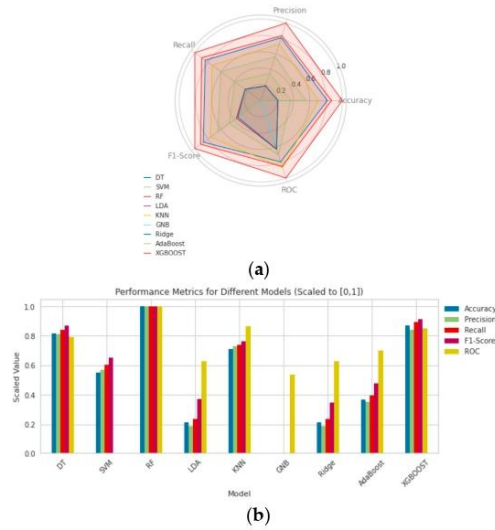 Precision
Recall
0.2
0.4
0.6
0.8
1.0
Accuracy
F1-Score
ROC
DT
SVM
RF
LDA
KNN
GNB
Ridge
AdaBoost
XGBOOST
(a)
Performance Metrics for Different Models (Scaled to [0,1])
1.0
0.8
0.6
0.4
0.2
0.0
Scaled Value
Accuracy
Precision
Recall
F1-Score
ROC
DT
SVM
RF
LDA
KNN
GNB
Ridge
AdaBoost
XGBOOST
Model
(b)